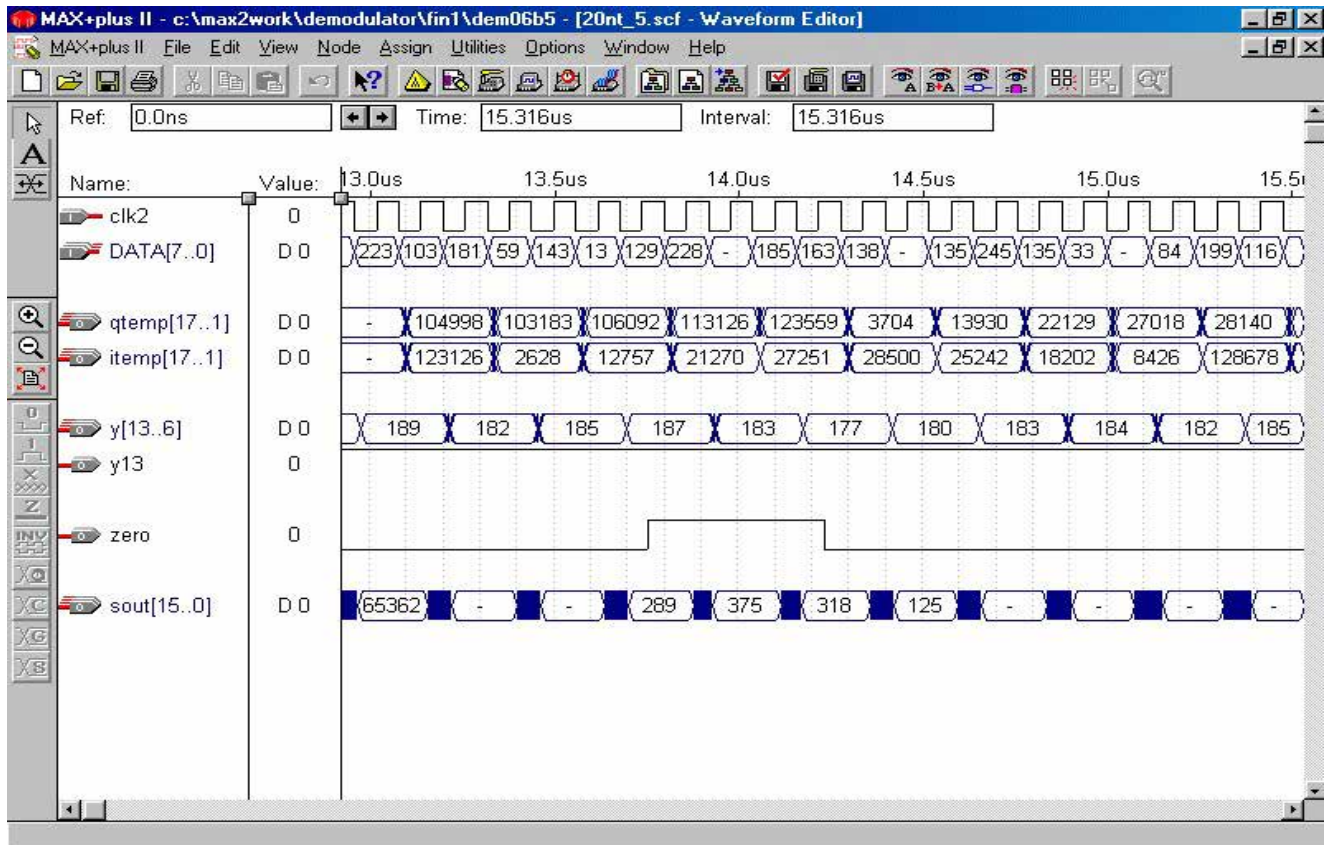 MAX+plus II - c:\max2work\demodulator\fin1\dem06b5 - [20nt_5.scf - Waveform Editor]
MAX+plus II File Edit View Node Assign Utilities Options Window Help
Ref: 0.0ns Time: 15.316us Interval: 15.316us
Name: Value: 13.0us 13.5us 14.0us 14.5us 15.0us
clk2 0
DATA[7..0] D 0 223 103 181 59 143 13 129 228 - 185 163 138 - 135 245 135 33 - 84 199 116
qtemp[17..1] D 0 - 104998 103183 106092 113126 123559 3704 13930 22129 27018 28140
itemp[17..1] D 0 - 123126 2628 12757 21270 27251 28500 25242 18202 8426 128678
y[13..6] D 0 189 182 185 187 183 177 180 183 184 182 185
y13 0
zero 0
sout[15..0] D 0 65362 - - 289 375 318 125 - - - -